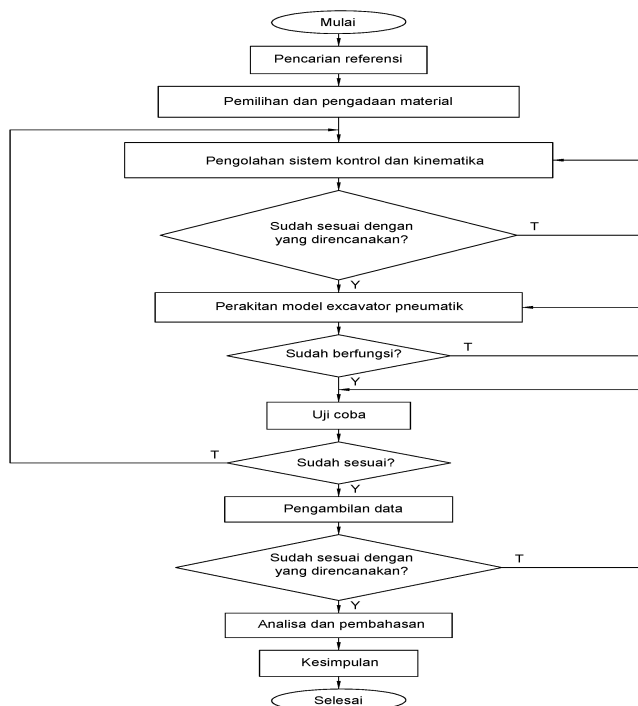 Mulai
Pencarian referensi
Pemilihan dan pengadaan material
Pengolahan sistem kontrol dan kinematika
Sudah sesuai dengan
yang direncanakan?
T
Y
Perakitan model excavator pneumatik
Sudah berfungsi?
T
Y
Uji coba
Sudah sesuai?
T
Y
Pengambilan data
Sudah sesuai dengan
yang direncanakan?
T
Y
Analisa dan pembahasan
Kesimpulan
Selesai